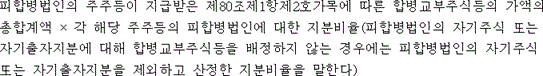 피합병법인의 주주등이 지급받은 제80조제1항제2호가목에 따른 합병교부주식등의 가액의
총합계액 × 각 해당 주주등의 피합병법인에 대한 지분비율(피합병법인의 자기주식 또는
자기출자지분에 대해 합병교부주식등을 배정하지 않는 경우에는 피합병법인의 자기주식
또는 자기출자지분을 제외하고 산정한 지분비율을 말한다)